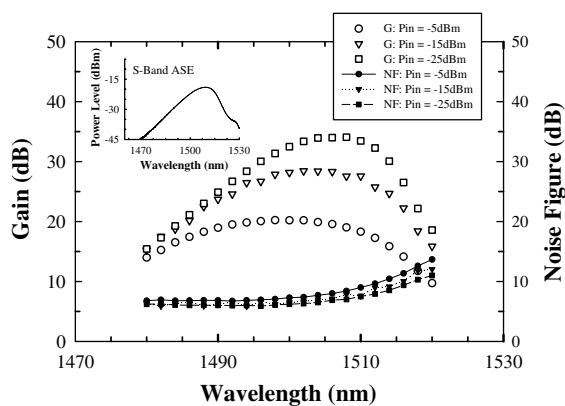 G: Pin = -5dBm
G: Pin = -15dBm
G: Pin = -25dBm
NF: Pin = -5dBm
NF: Pin = -15dBm
NF: Pin = -25dBm
S-Band ASE
Power Level (dBm)
-15
-30
-45
1470 1500 1530
Wavelength (nm)
Gain (dB)
50
40
30
20
10
0
Noise Figure (dB)
50
40
30
20
10
0
1470 1490 1510 1530
Wavelength (nm)